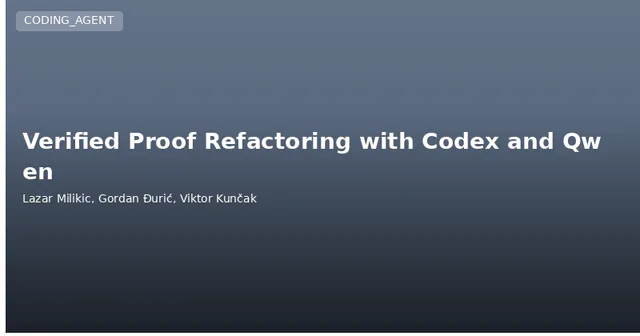 CODING_AGENT
Verified Proof Refactoring with Codex and Qw
en
Lazar Milikic, Gordan Đurić, Viktor Kunčak